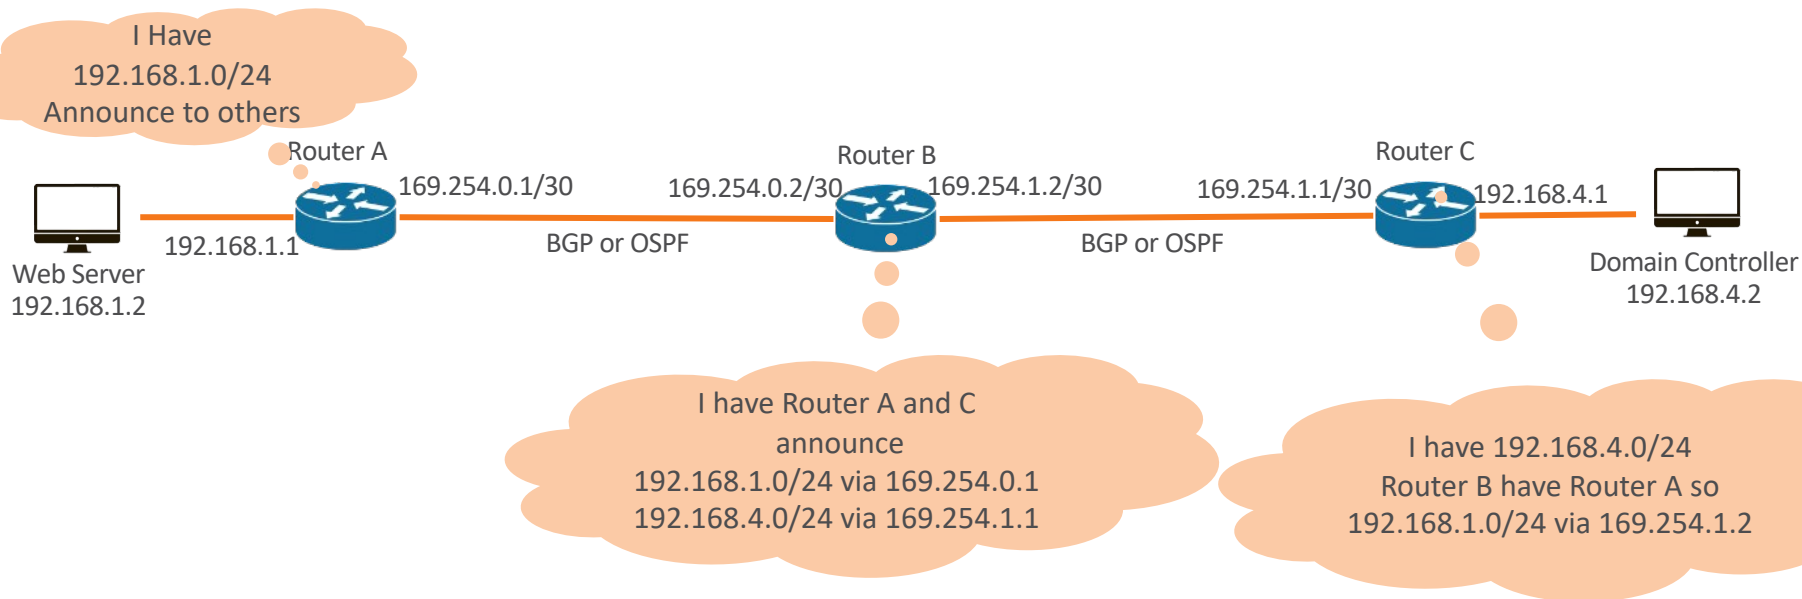 I Have
192.168.1.0/24
Announce to others
Router A
169.254.0.1/30
192.168.1.1
Web Server
192.168.1.2
BGP or OSPF
Router B
169.254.0.2/30
169.254.1.2/30
BGP or OSPF
Router C
169.254.1.1/30
192.168.4.1
Domain Controller
192.168.4.2
I have Router A and C
announce
192.168.1.0/24 via 169.254.0.1
192.168.4.0/24 via 169.254.1.1
I have 192.168.4.0/24
Router B have Router A so
192.168.1.0/24 via 169.254.1.2